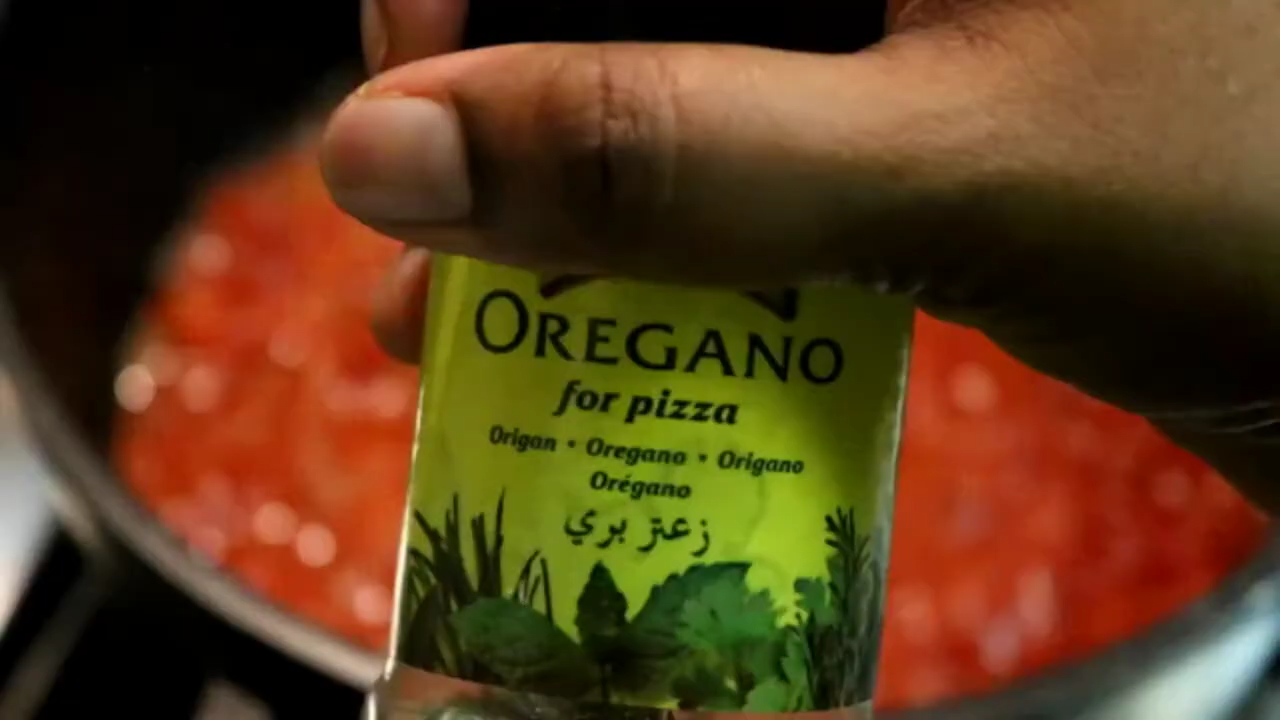 OREGANO
for pizza
Origan • Oregano • Origano
Orégano
زعتر بري